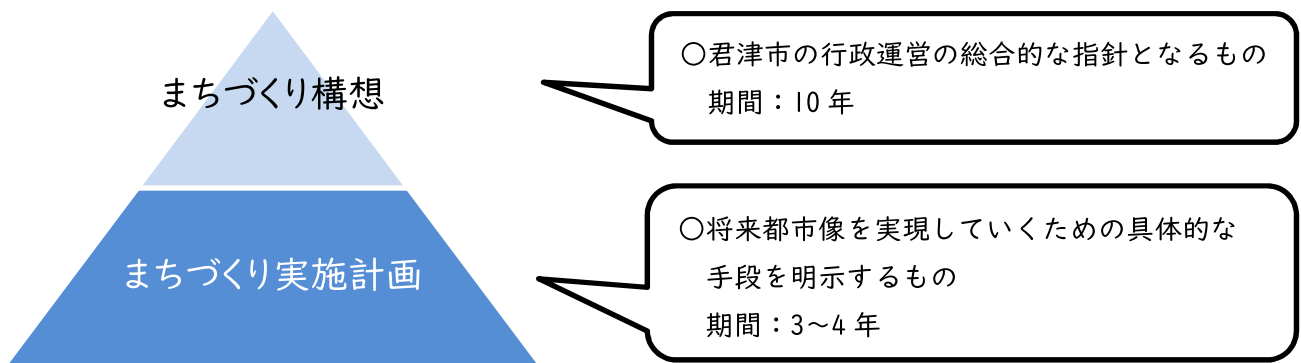 まちづくり構想
〇君津市の行政運営の総合的な指針となるもの
期間：10 年
まちづくり実施計画
〇将来都市像を実現していくための具体的な
手段を明示するもの
期間：3～4 年